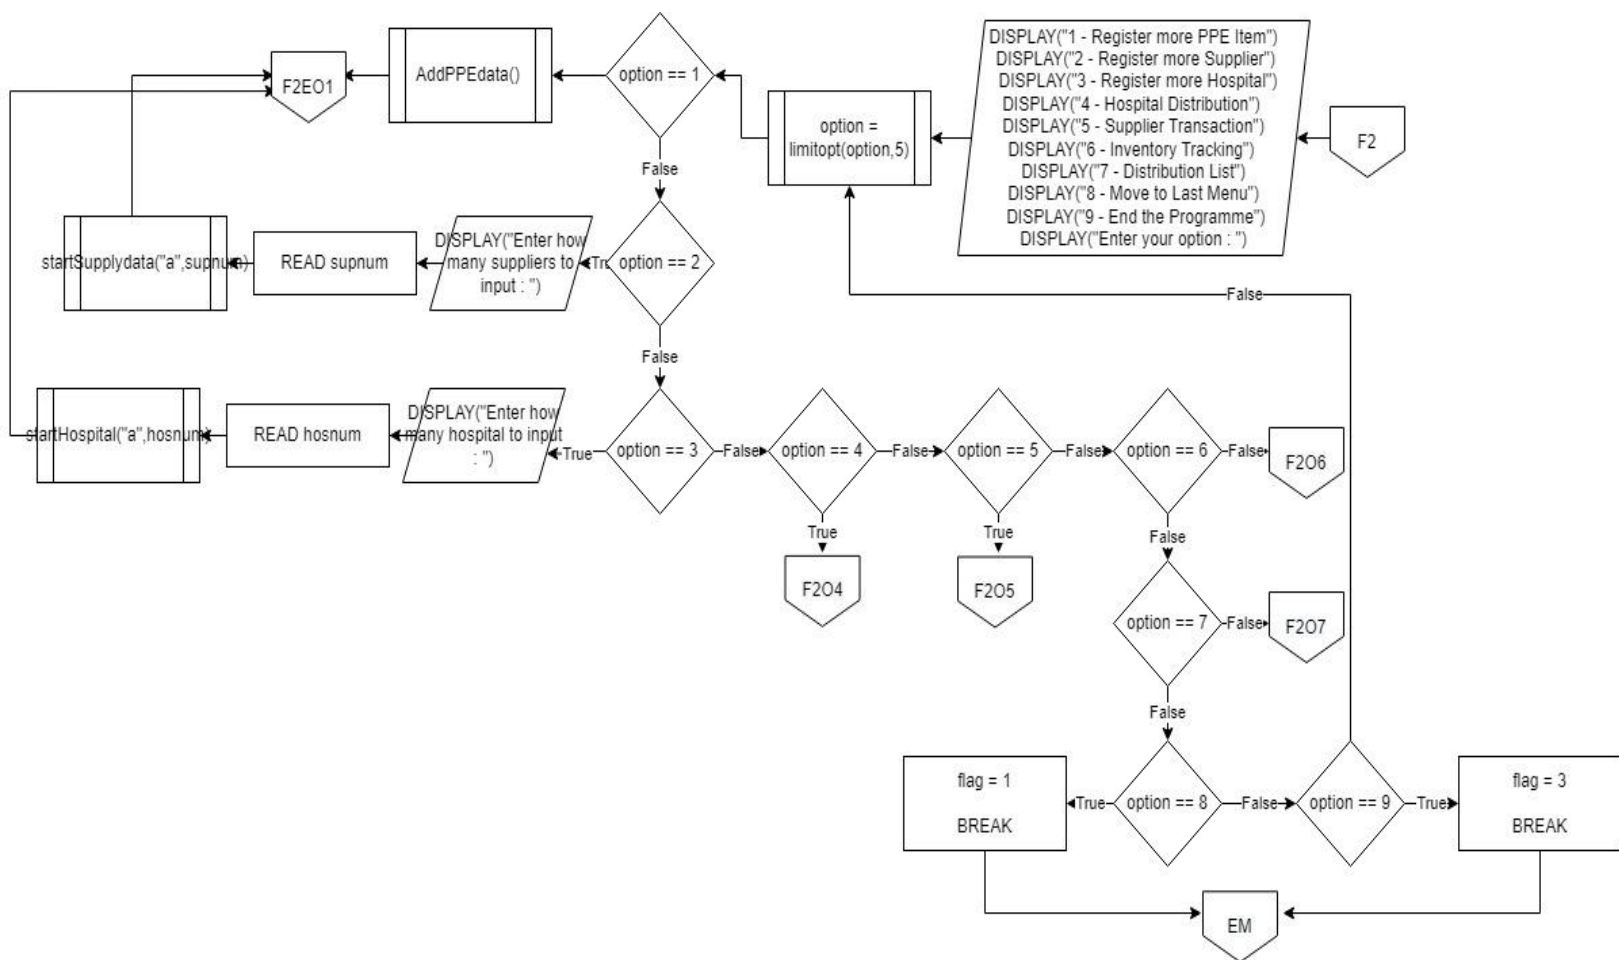 F2
DISPLAY("1 - Register more PPE Item")
DISPLAY("2 - Register more Supplier")
DISPLAY("3 - Register more Hospital")
DISPLAY("4 - Hospital Distribution")
DISPLAY("5 - Supplier Transaction")
DISPLAY("6 - Inventory Tracking")
DISPLAY("7 - Distribution List")
DISPLAY("8 - Move to Last Menu")
DISPLAY("9 - End the Programme")
DISPLAY("Enter your option : ")
option =
limitopt(option,5)
option == 1
AddPPEdata()
F2EO1
False
option == 2
DISPLAY("Enter how
many suppliers to
input : ")
READ supnum
startSupplydata("a",supnum)
False
False
option == 3
True
DISPLAY("Enter how
many hospital to input
: ")
READ hosnum
startHospital("a",hosnum)
False
option == 4
False
option == 5
False
option == 6
False
F2O6
True
True
False
F2O4
F2O5
option == 7
False
F2O7
False
flag = 1
BREAK
True
option == 8
False
option == 9
True
flag = 3
BREAK
EM